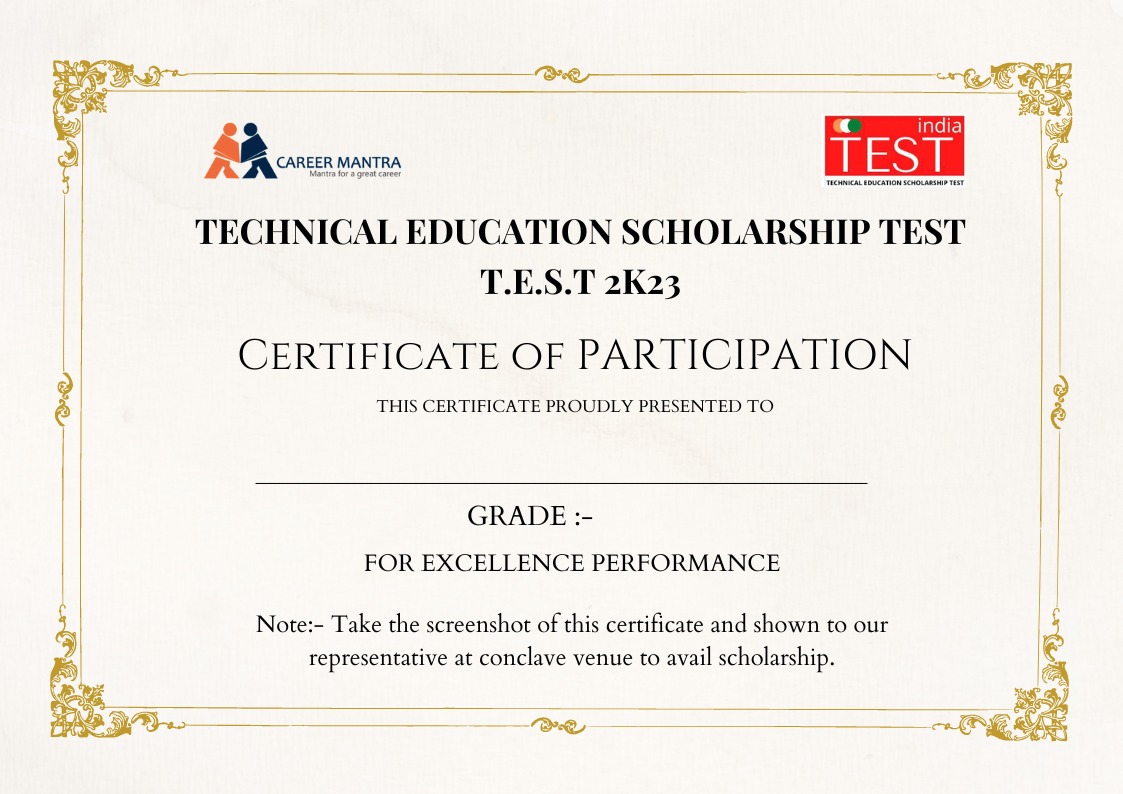 CAREER MANTRA
Mantra for a great career
india
TEST
TECHNICAL EDUCATION SCHOLARSHIP TEST
TECHNICAL EDUCATION SCHOLARSHIP TEST
T.E.S.T 2K23
Certificate of PARTICIPATION
THIS CERTIFICATE PROUDLY PRESENTED TO
GRADE :-
FOR EXCELLENCE PERFORMANCE
Note:- Take the screenshot of this certificate and shown to our
representative at conclave venue to avail scholarship.